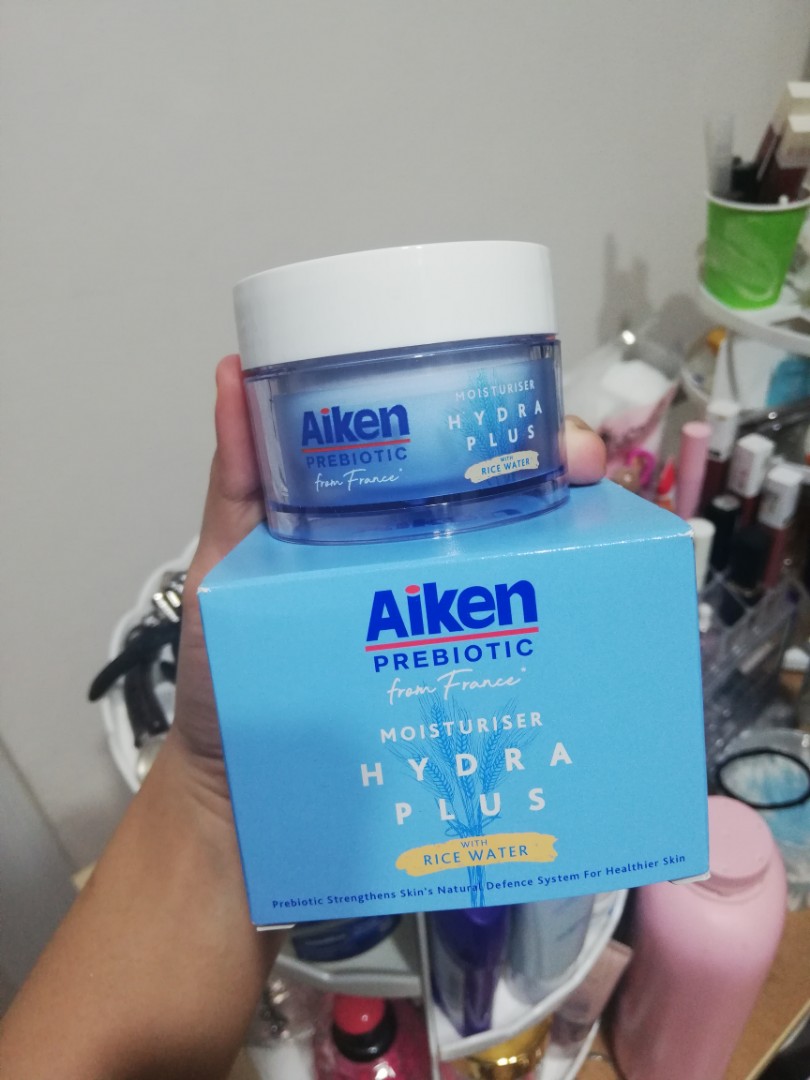 Aiken
PREBIOTIC
from France*
MOISTURISER
HYDRA
PLUS
WITH
RICE WATER
Aiken
PREBIOTIC
from France*
MOISTURISER
HYDRA
PLUS
WITH
RICE WATER
Prebiotic Strengthens Skin's Natural Defence System For Healthier Skin